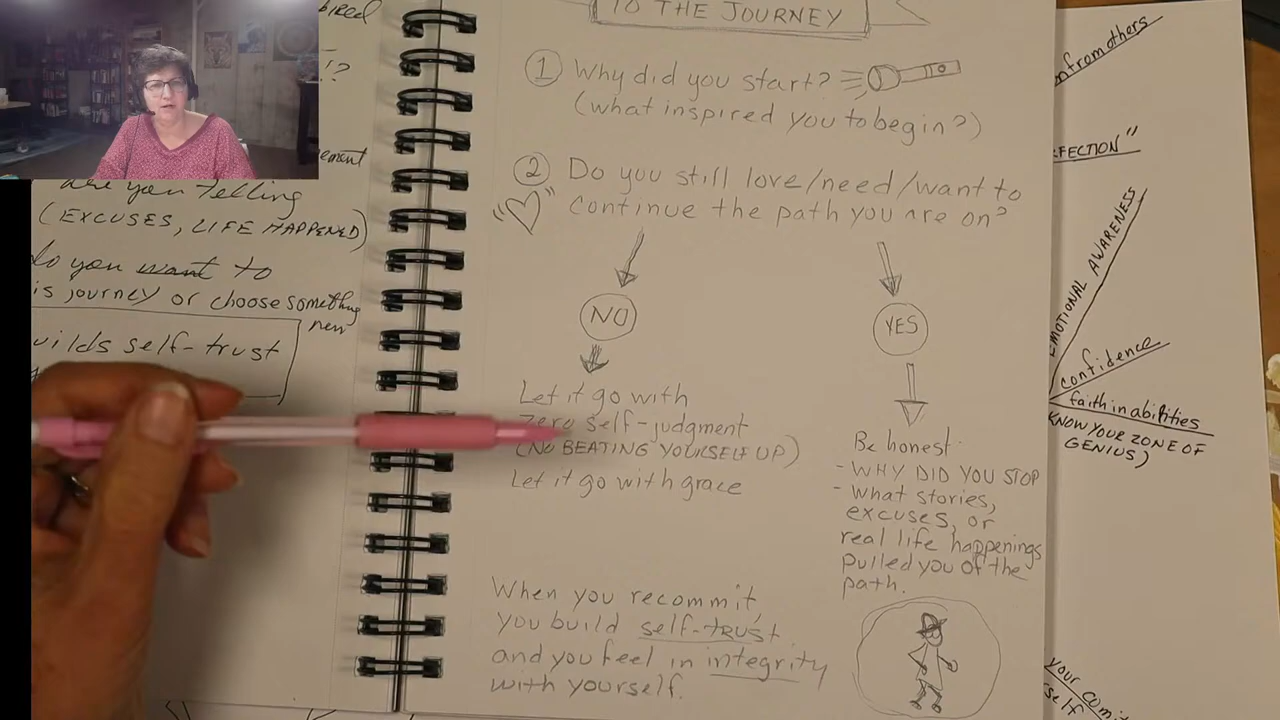 are you telling
(EXCUSES, LIFE HAPPENED)
do you want to
is journey or choose something
new
uilds self-trust
TO THE JOURNEY
1 Why did you start?
(what inspired you to begin?)
2 Do you still love/need/want to
continue the path you are on?
NO
Let it go with
Zero self-judgment
(NO BEATING YOURSELF UP)
Let it go with grace
YES
Be honest
- WHY DID YOU STOP
- What stories,
excuses, or
real life happenings
pulled you of the
path.
When you recommit,
you build self-trust
and you feel in integrity
with yourself.
FECTION"
EMOTIONAL AWARENESS
confidence
faith in abilities
KNOW YOUR ZONE OF
GENIUS)